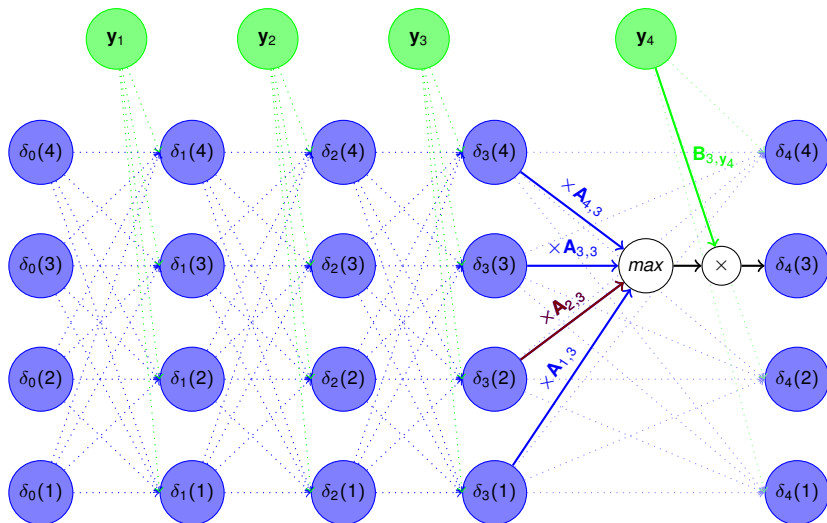 y₁ y₂ y₃ y₄
δ₀(4) δ₁(4) δ₂(4) δ₃(4) δ₄(4)
B₃,y₄
×A₄,₃
×A₃,₃
δ₀(3) δ₁(3) δ₂(3) δ₃(3) max × δ₄(3)
×A₂,₃
×A₁,₃
δ₀(2) δ₁(2) δ₂(2) δ₃(2) δ₄(2)
δ₀(1) δ₁(1) δ₂(1) δ₃(1) δ₄(1)